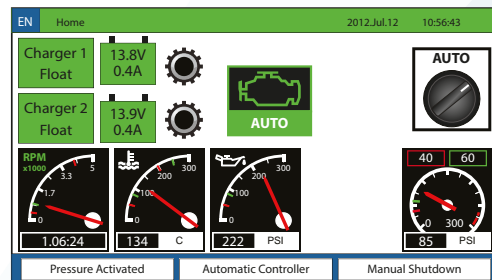 EN Home 2012.Jul.12 10:56:43
Charger 1
Float
13.8V
0.4A
Charger 2
Float
13.9V
0.4A
AUTO
AUTO
RPM
x1000
0
1.7
3.3
5
1.06:24
0
100
200
300
134 C
0
100
200
300
222 PSI
40 60
0 300
85 PSI
Pressure Activated Automatic Controller Manual Shutdown